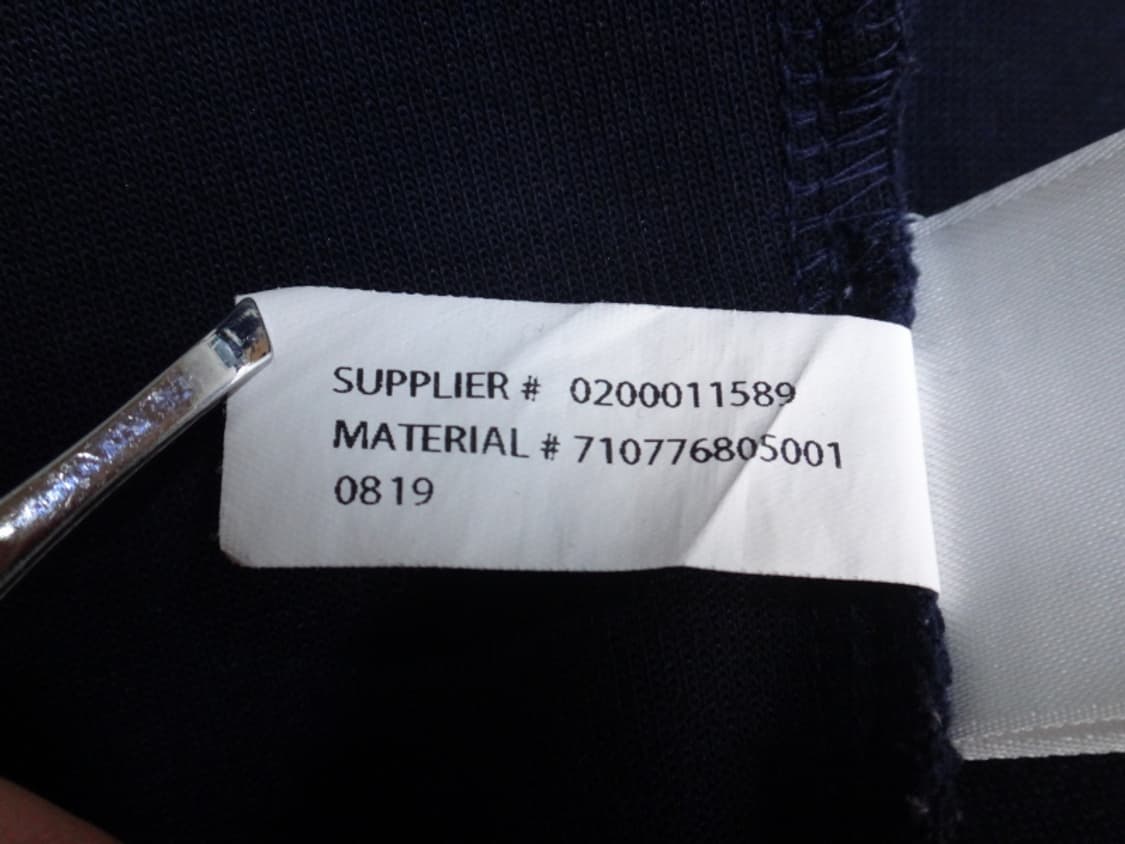 SUPPLIER # 0200011589
MATERIAL # 710776805001
0819